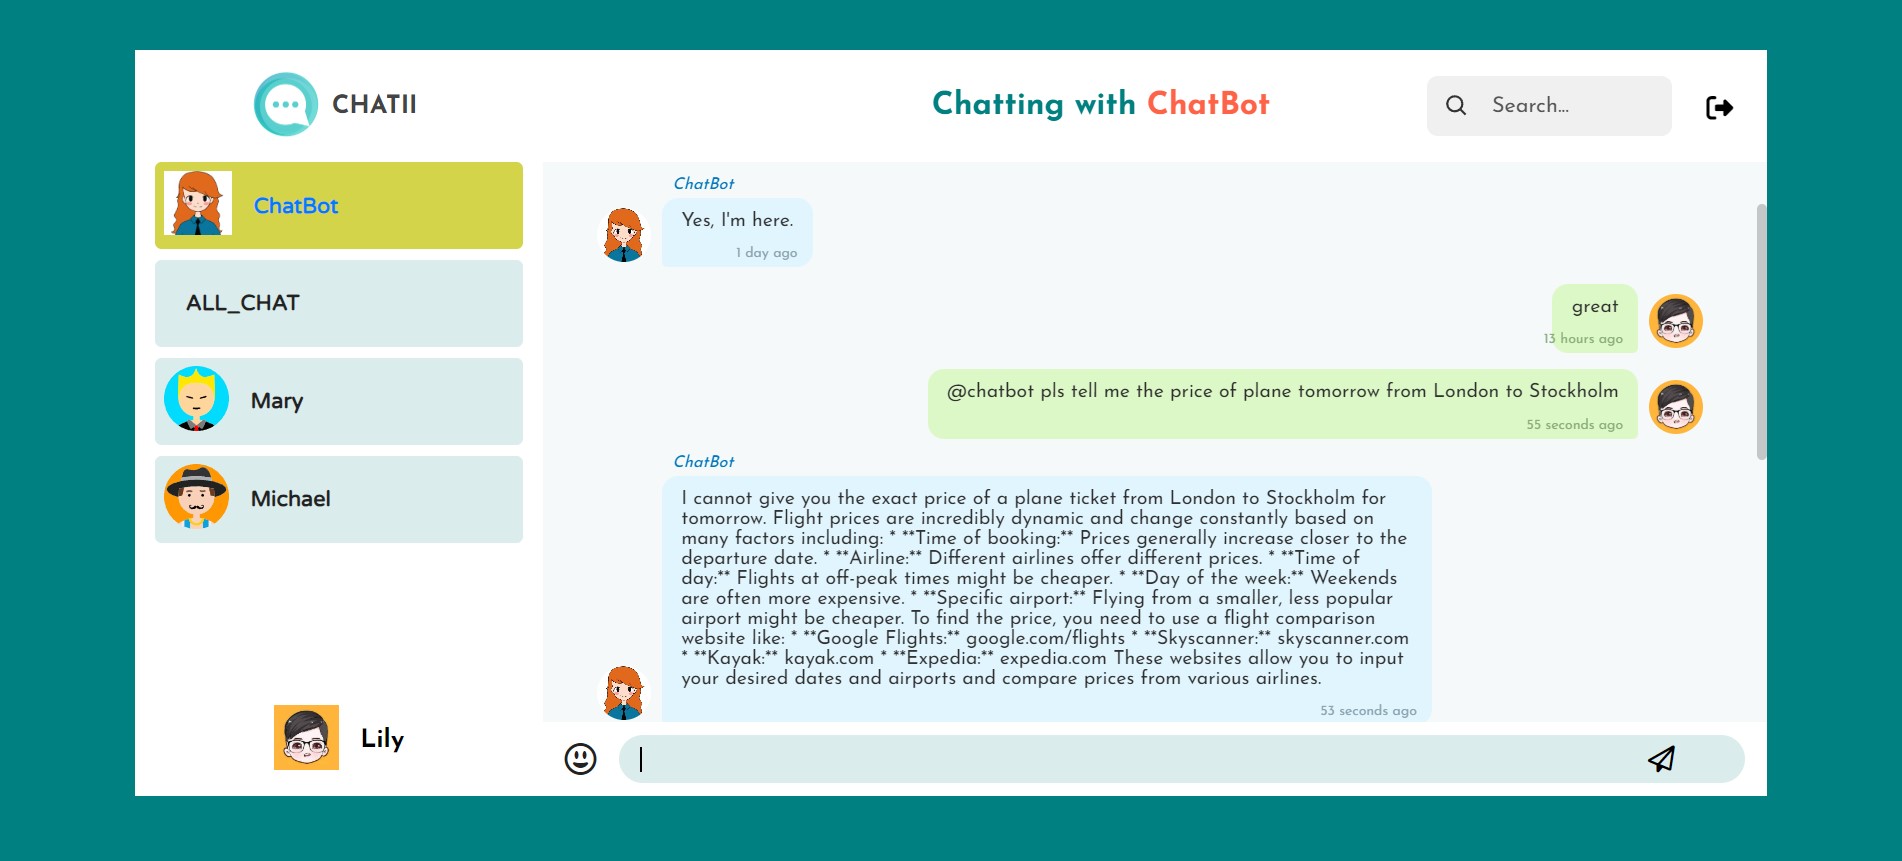 CHATII
Chatting with ChatBot
Search...
ChatBot
ALL_CHAT
Mary
Michael
Lily
ChatBot
Yes, I'm here.
1 day ago
great
13 hours ago
@chatbot pls tell me the price of plane tomorrow from London to Stockholm
55 seconds ago
ChatBot
I cannot give you the exact price of a plane ticket from London to Stockholm for
tomorrow. Flight prices are incredibly dynamic and change constantly based on
many factors including: * **Time of booking:** Prices generally increase closer to the
departure date. * **Airline:** Different airlines offer different prices. * **Time of
day:** Flights at off-peak times might be cheaper. * **Day of the week:** Weekends
are often more expensive. * **Specific airport:** Flying from a smaller, less popular
airport might be cheaper. To find the price, you need to use a flight comparison
website like: * **Google Flights:** google.com/flights * **Skyscanner:** skyscanner.com
* **Kayak:** kayak.com * **Expedia:** expedia.com These websites allow you to input
your desired dates and airports and compare prices from various airlines.
53 seconds ago